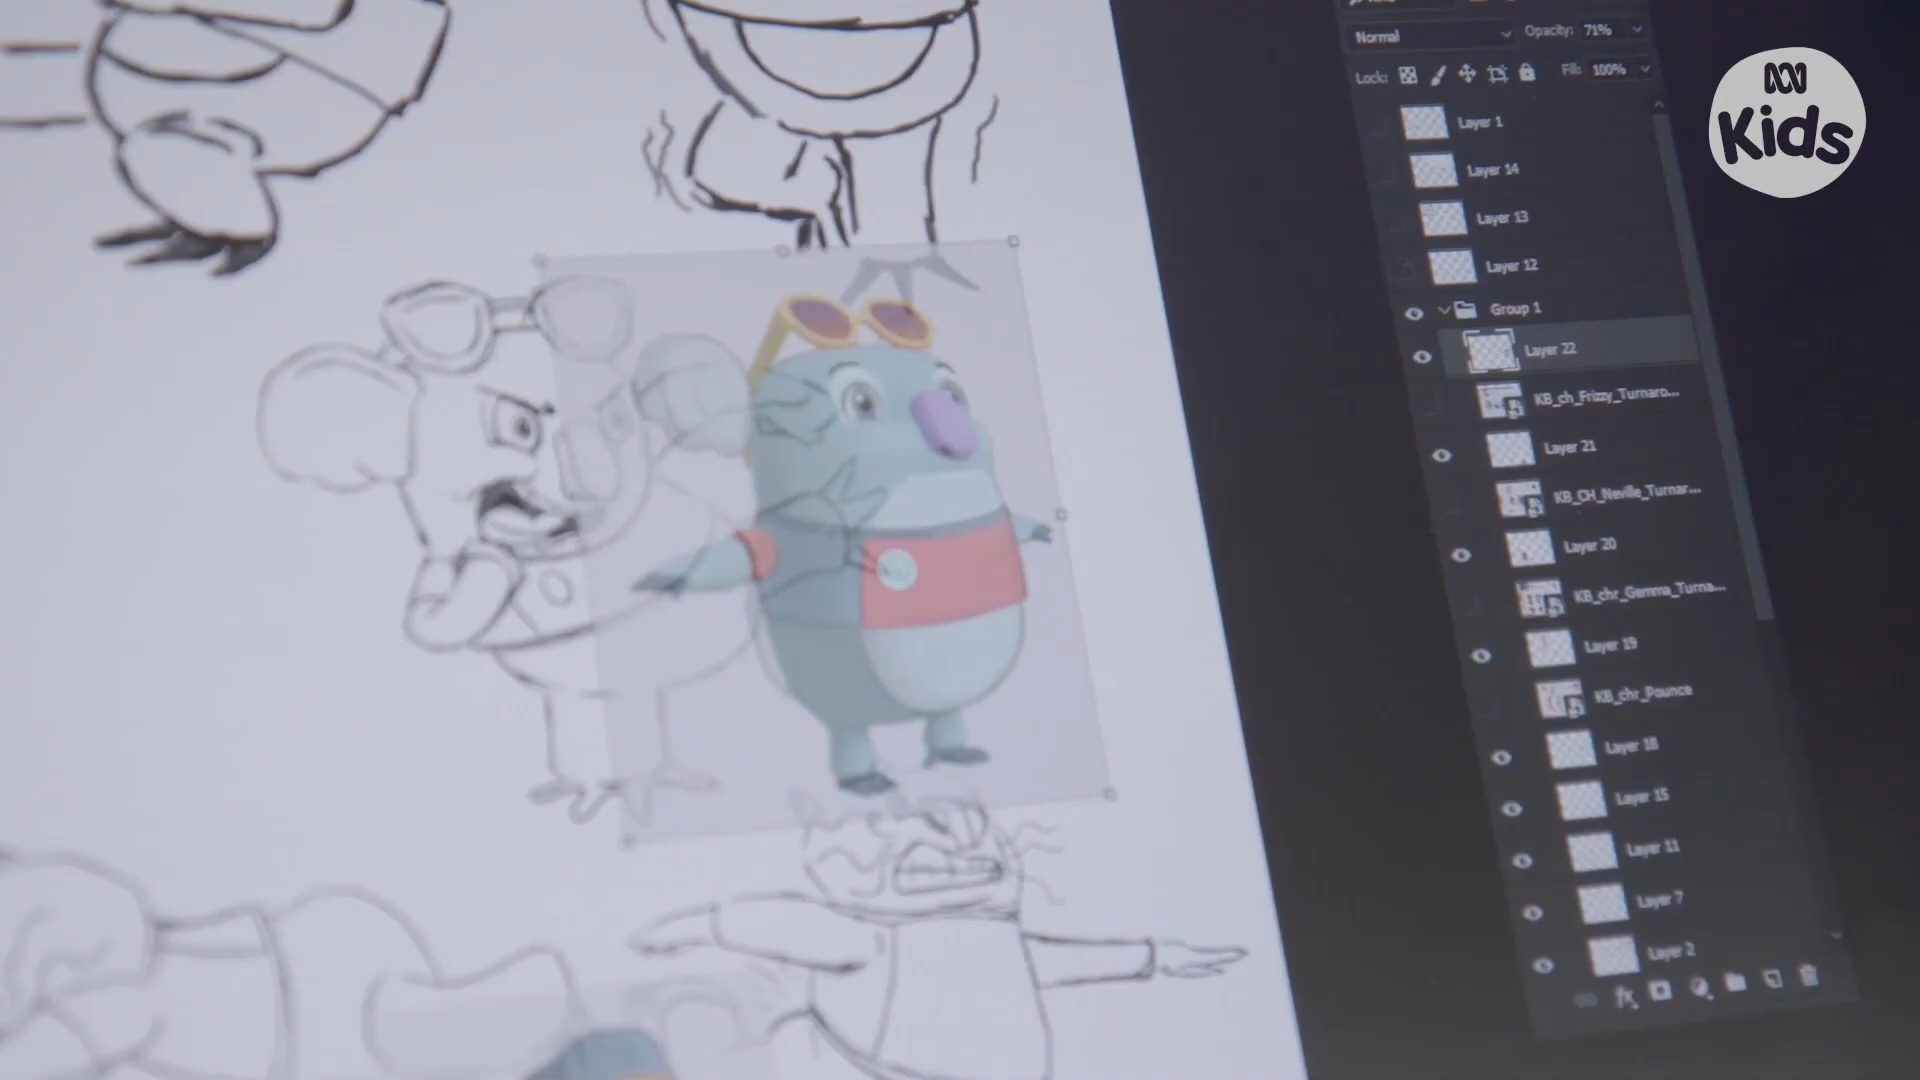 Normal
Opacity: 71%
Lock:
Fill: 100%
Kids
Layer 1
Layer 14
Layer 13
Layer 12
Group 1
Layer 22
KB_ch_Frizzy_Turnaro...
Layer 21
KB_CH_Neville_Turnar...
Layer 20
KB_chr_Gemma_Turna...
Layer 19
KB_chr_Pounce
Layer 18
Layer 15
Layer 11
Layer 7
Layer 2
fx